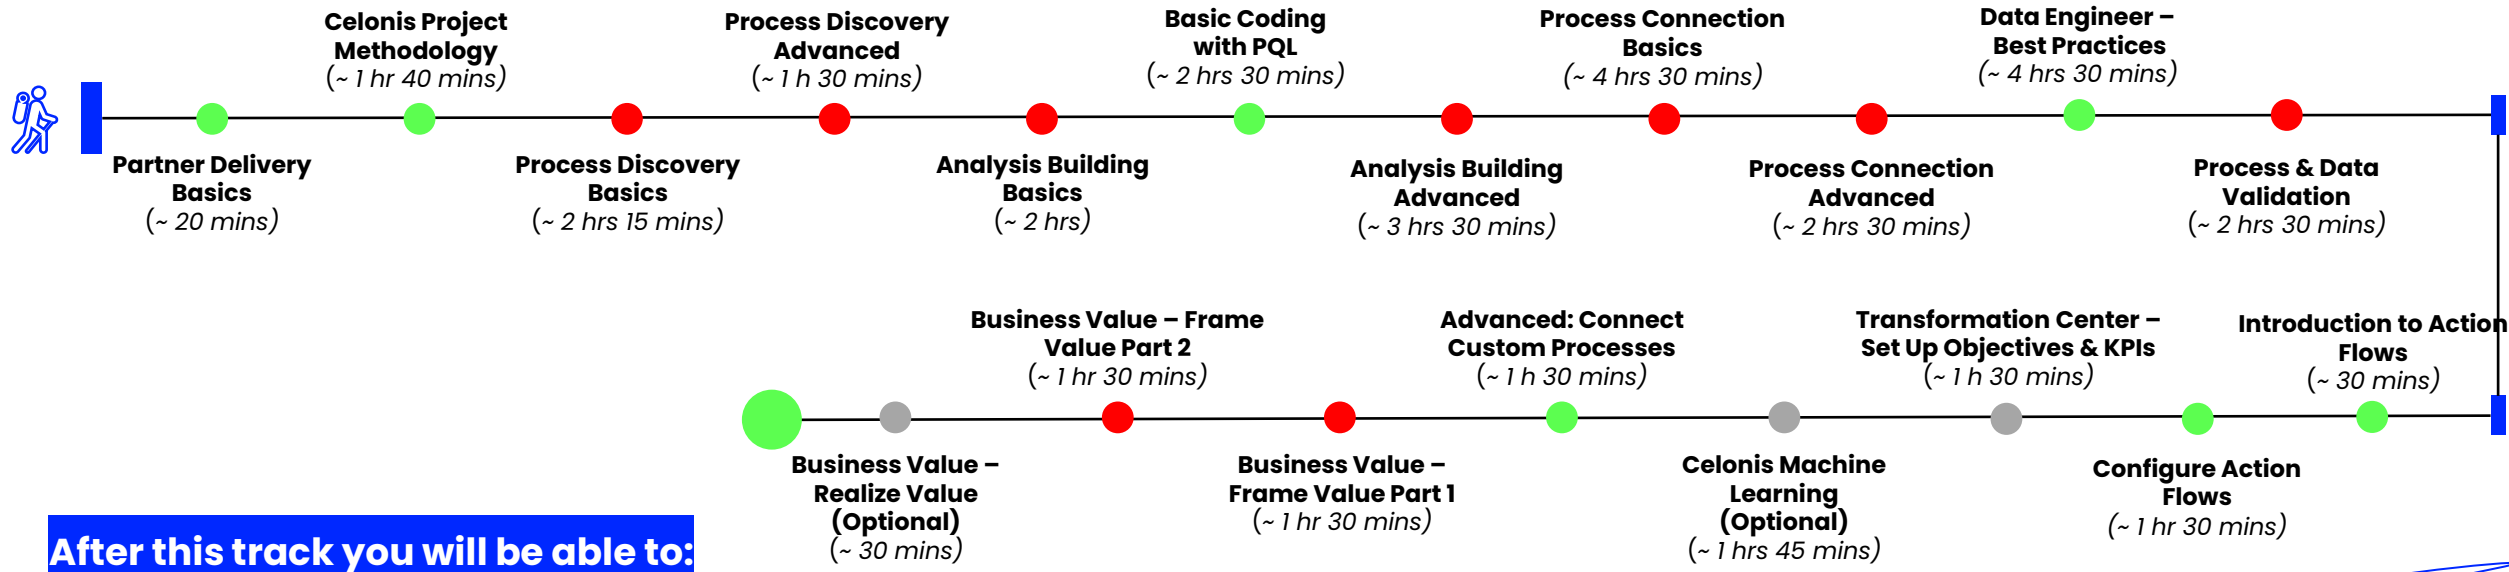 Celonis Project
Methodology
(~ 1 hr 40 mins)
Process Discovery
Advanced
(~ 1 h 30 mins)
Basic Coding
with PQL
(~ 2 hrs 30 mins)
Process Connection
Basics
(~ 4 hrs 30 mins)
Data Engineer –
Best Practices
(~ 4 hrs 30 mins)
Partner Delivery
Basics
(~ 20 mins)
Process Discovery
Basics
(~ 2 hrs 15 mins)
Analysis Building
Basics
(~ 2 hrs)
Analysis Building
Advanced
(~ 3 hrs 30 mins)
Process Connection
Advanced
(~ 2 hrs 30 mins)
Process & Data
Validation
(~ 2 hrs 30 mins)
Business Value – Frame
Value Part 2
(~ 1 hr 30 mins)
Advanced: Connect
Custom Processes
(~ 1 h 30 mins)
Transformation Center –
Set Up Objectives & KPIs
(~ 1 h 30 mins)
Introduction to Action
Flows
(~ 30 mins)
Business Value –
Realize Value
(Optional)
(~ 30 mins)
Business Value –
Frame Value Part 1
(~ 1 hr 30 mins)
Celonis Machine
Learning
(Optional)
(~ 1 hrs 45 mins)
Configure Action
Flows
(~ 1 hr 30 mins)
After this track you will be able to: